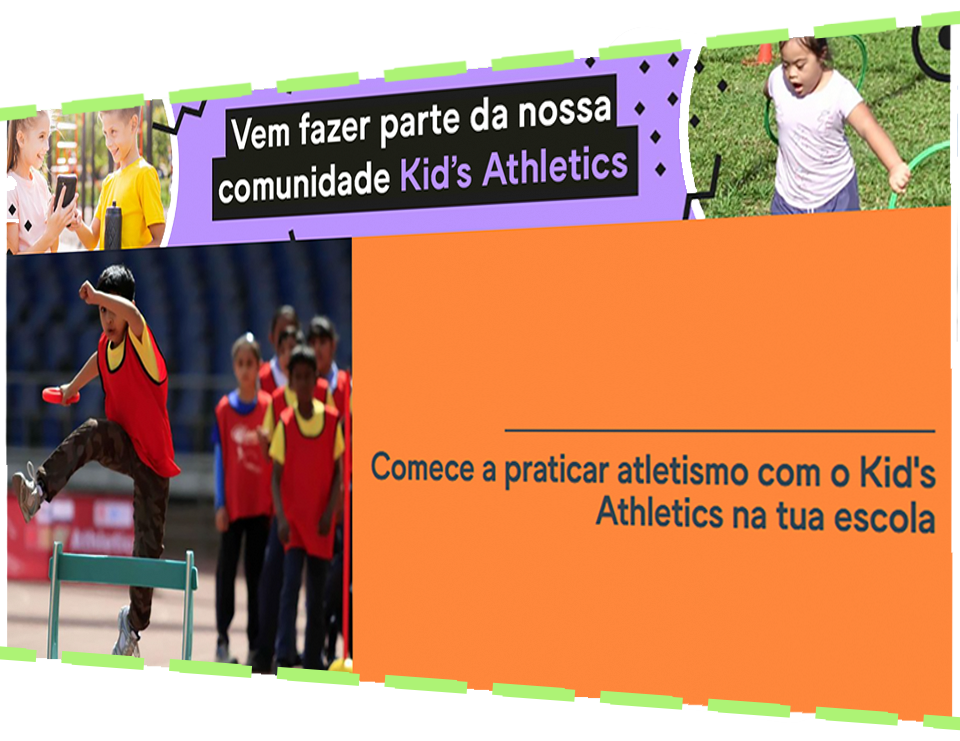 Vem fazer parte da nossa
comunidade Kid’s Athletics
Comece a praticar atletismo com o Kid's
Athletics na tua escola